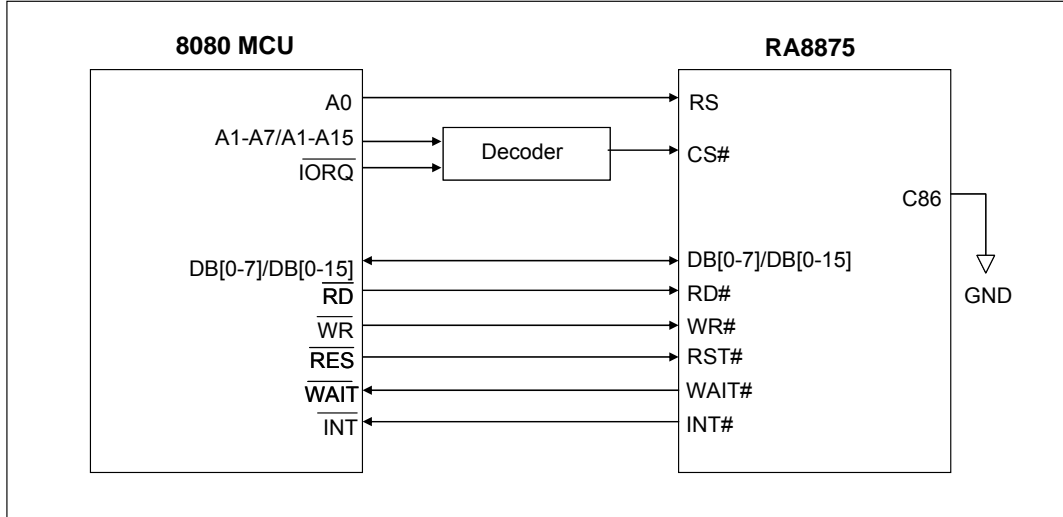 8080 MCU
RA8875
A0
RS
A1-A7/A1-A15
IORQ
Decoder
CS#
C86
GND
DB[0-7]/DB[0-15]
DB[0-7]/DB[0-15]
RD
RD#
WR
WR#
RES
RST#
WAIT
WAIT#
INT
INT#